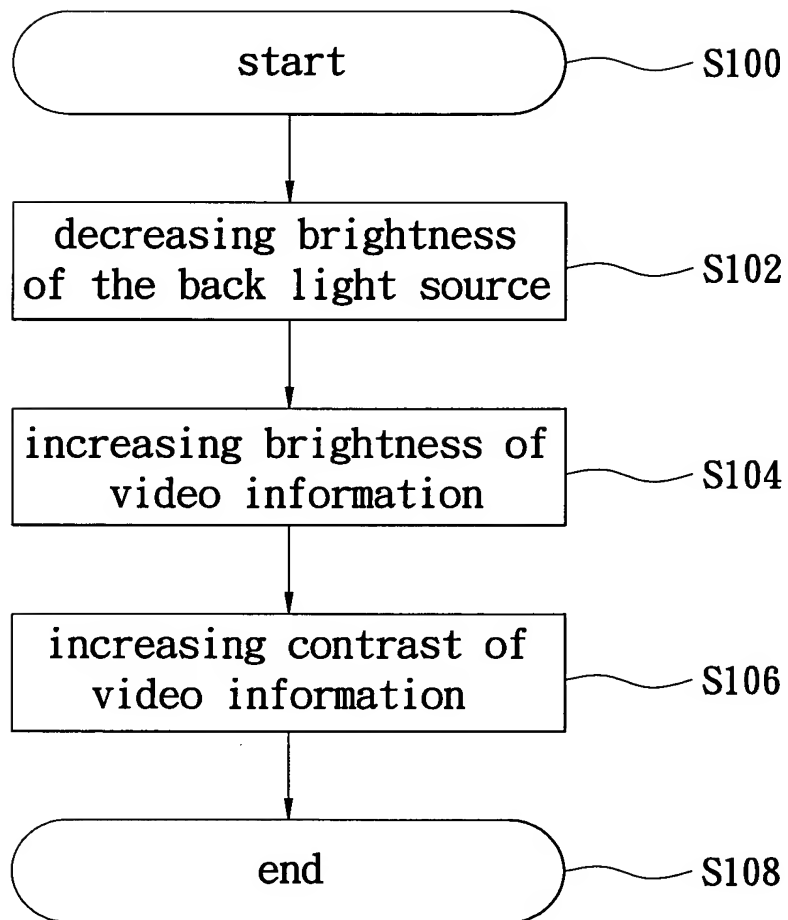 start
S100
decreasing brightness
of the back light source
S102
increasing brightness of
video information
S104
increasing contrast of
video information
S106
end
S108